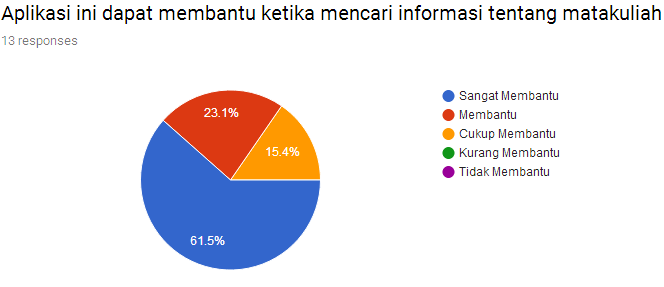 Aplikasi ini dapat membantu ketika mencari informasi tentang matakuliah
13 responses
23.1%
15.4%
61.5%
Sangat Membantu
Membantu
Cukup Membantu
Kurang Membantu
Tidak Membantu